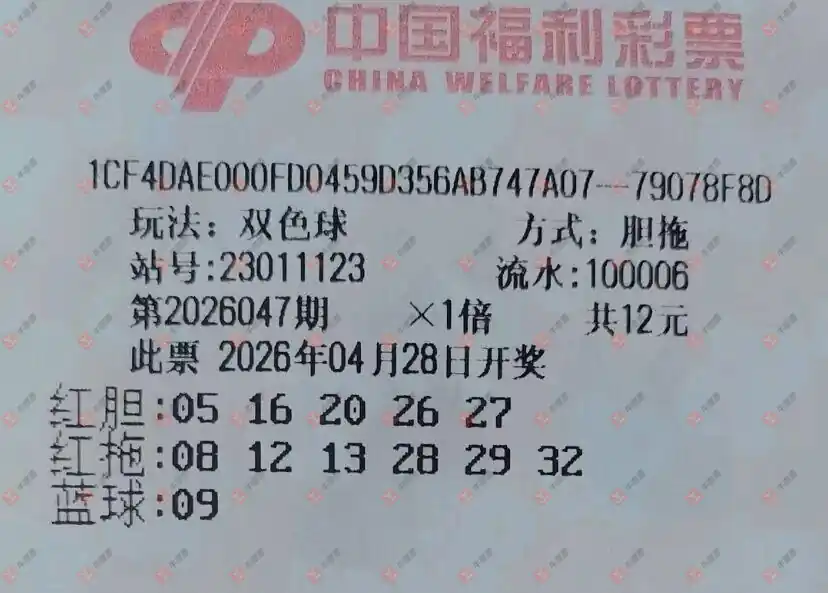 中国福利彩票
CHINA WELFARE LOTTERY
1CF4DAE000FD0459D356AB747A07---79078F8D
玩法：双色球 方式：胆拖
站号:23011123 流水:100006
第2026047期 ×1倍 共12元
此票 2026年04月28日开奖
红胆:05 16 20 26 27
红拖:08 12 13 28 29 32
蓝球:09